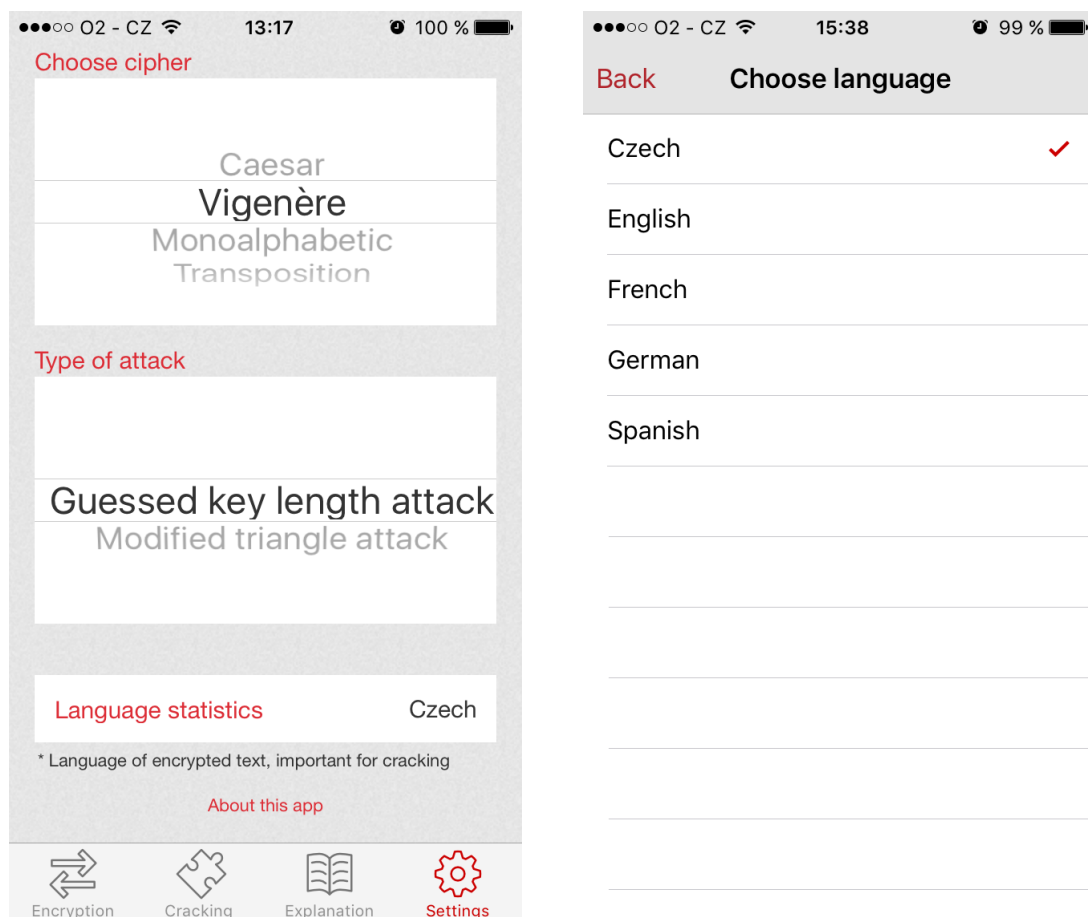 O2 - CZ 13:17 100 %
Choose cipher
Caesar
Vigenère
Monoalphabetic
Transposition
Type of attack
Guessed key length attack
Modified triangle attack
Language statistics Czech
* Language of encrypted text, important for cracking
About this app
Encryption Cracking Explanation Settings
O2 - CZ 15:38 99 %
Back Choose language
Czech
English
French
German
Spanish